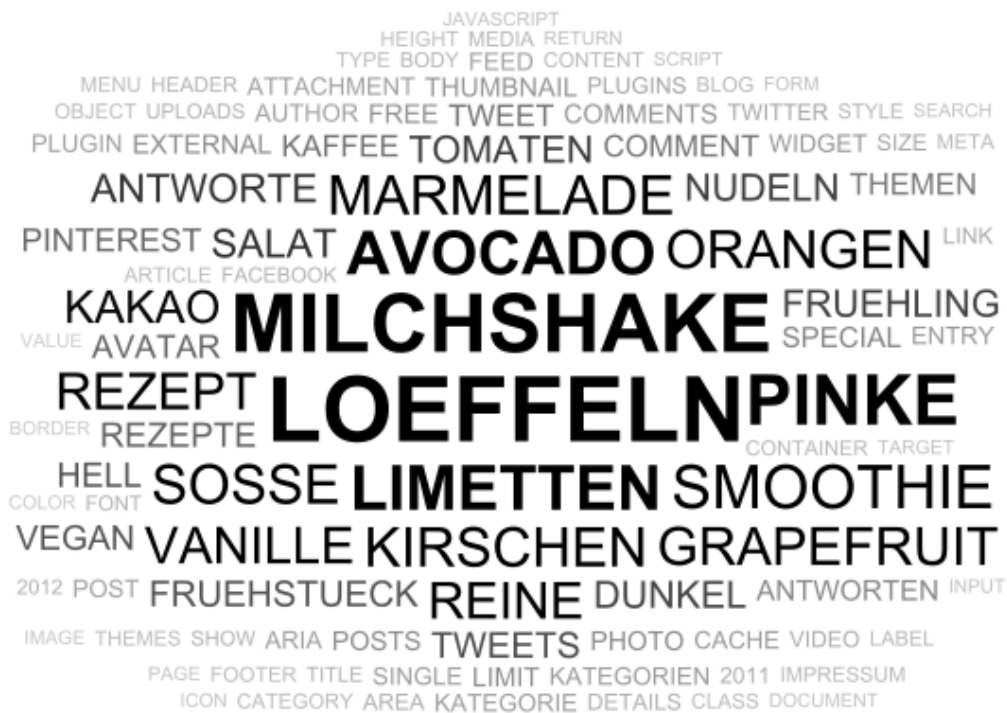 JAVASCRIPT
HEIGHT MEDIA RETURN
TYPE BODY FEED CONTENT SCRIPT
MENU HEADER ATTACHMENT THUMBNAIL PLUGINS BLOG FORM
OBJECT UPLOADS AUTHOR FREE TWEET COMMENTS TWITTER STYLE SEARCH
PLUGIN EXTERNAL KAFFEE TOMATEN COMMENT WIDGET SIZE META
ANTWORTE MARMELADE NUDELN THEMEN
PINTEREST SALAT AVOCADO ORANGEN LINK
ARTICLE FACEBOOK
KAKAO MILCHSHAKE FRUEHLING
VALUE AVATAR SPECIAL ENTRY
REZEPT LOEFFELN PINKE
BORDER REZEPTE CONTAINER TARGET
HELL SOSSE LIMETTEN SMOOTHIE
COLOR FONT
VEGAN VANILLE KIRSCHEN GRAPEFRUIT
2012 POST FRUEHSTUECK REINE DUNKEL ANTWORTEN INPUT
IMAGE THEMES SHOW ARIA POSTS TWEETS PHOTO CACHE VIDEO LABEL
PAGE FOOTER TITLE SINGLE LIMIT KATEGORIEN 2011 IMPRESSUM
ICON CATEGORY AREA KATEGORIE DETAILS CLASS DOCUMENT